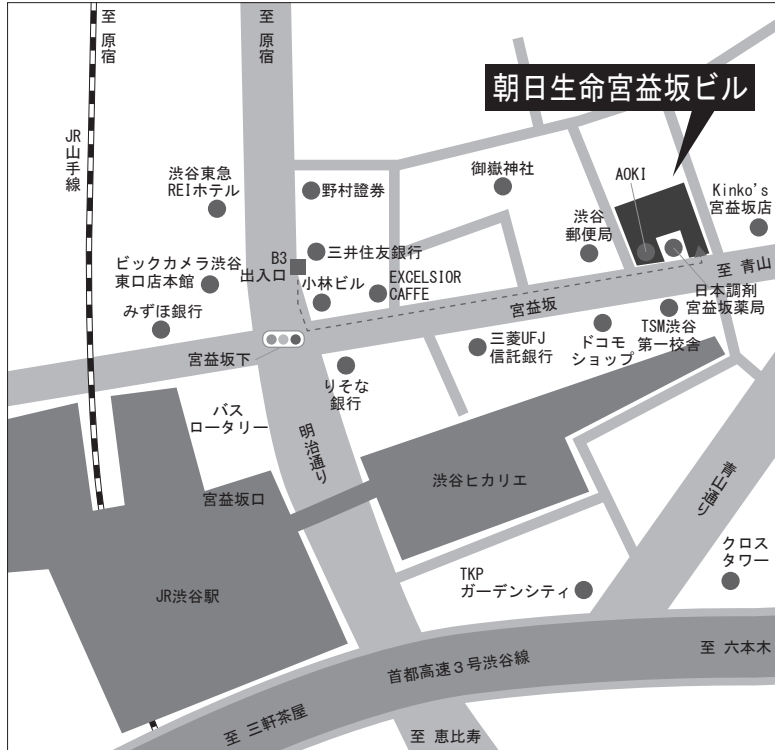 至 原宿
至 原宿
JR山手線
朝日生命宮益坂ビル
渋谷東急
REIホテル
野村證券
御嶽神社
AOKI
Kinko's
宮益坂店
渋谷
郵便局
B3
出入口
三井住友銀行
ビックカメラ渋谷
東口店本館
小林ビル
EXCELSIOR
CAFFE
至 青山
日本調剤
宮益坂薬局
みずほ銀行
宮益坂
宮益坂下
三菱UFJ
信託銀行
ドコモ
ショップ
TSM渋谷
第一校舎
りそな
銀行
バス
ロータリー
明治通り
渋谷ヒカリエ
青山通り
宮益坂口
クロス
タワー
JR渋谷駅
TKP
ガーデンシティ
首都高速3号渋谷線
至 六本木
至 三軒茶屋
至 恵比寿